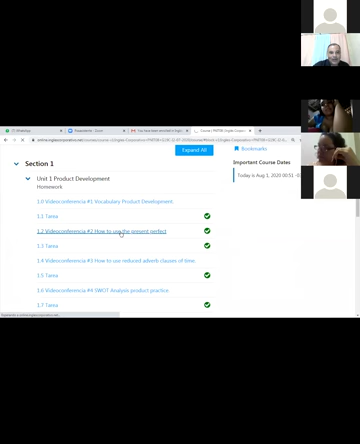 WhatsApp
Expand All
Bookmarks
Important Course Dates
Today is Aug 1, 2020 00:51
Section 1
Unit 1 Product Development
Homework
1.0 Videoconferencia #1 Vocabulary Product Development
1.1 Tarea
1.2 Videoconferencia #2 How to use the present perfect
1.3 Tarea
1.4 Videoconferencia #3 How to use reduced adverb clauses of time
1.5 Tarea
1.6 Videoconferencia #4 SWOT Analysis product practice
1.7 Tarea